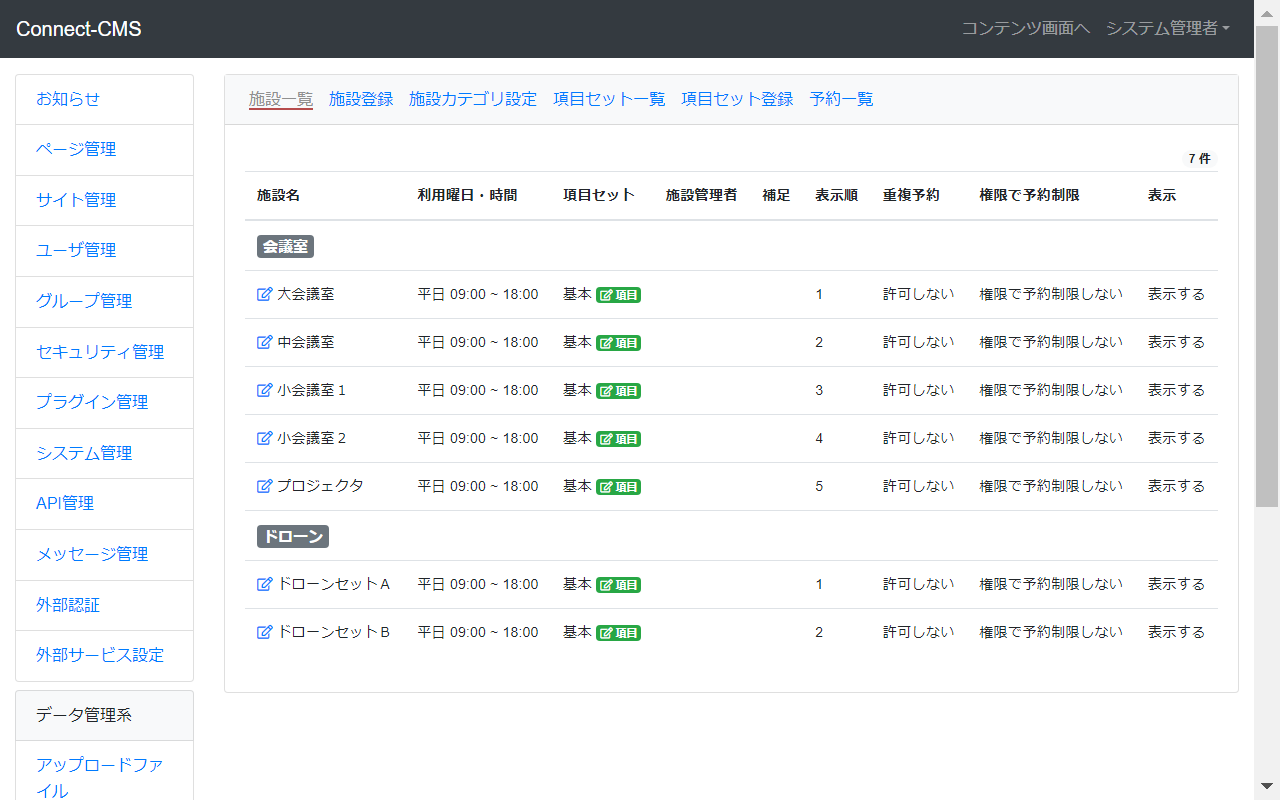 Connect-CMS コンテンツ画面へ システム管理者
お知らせ
ページ管理
サイト管理
ユーザ管理
グループ管理
セキュリティ管理
プラグイン管理
システム管理
API管理
メッセージ管理
外部認証
外部サービス設定
データ管理系
アップロードファ
イル
施設一覧 施設登録 施設カテゴリ設定 項目セット一覧 項目セット登録 予約一覧
7 件
施設名 利用曜日・時間 項目セット 施設管理者 補足 表示順 重複予約 権限で予約制限 表示
会議室
大会議室 平日 09:00 ~ 18:00 基本 項目 1 許可しない 権限で予約制限しない 表示する
中会議室 平日 09:00 ~ 18:00 基本 項目 2 許可しない 権限で予約制限しない 表示する
小会議室１ 平日 09:00 ~ 18:00 基本 項目 3 許可しない 権限で予約制限しない 表示する
小会議室２ 平日 09:00 ~ 18:00 基本 項目 4 許可しない 権限で予約制限しない 表示する
プロジェクタ 平日 09:00 ~ 18:00 基本 項目 5 許可しない 権限で予約制限しない 表示する
ドローン
ドローンセットＡ 平日 09:00 ~ 18:00 基本 項目 1 許可しない 権限で予約制限しない 表示する
ドローンセットＢ 平日 09:00 ~ 18:00 基本 項目 2 許可しない 権限で予約制限しない 表示する